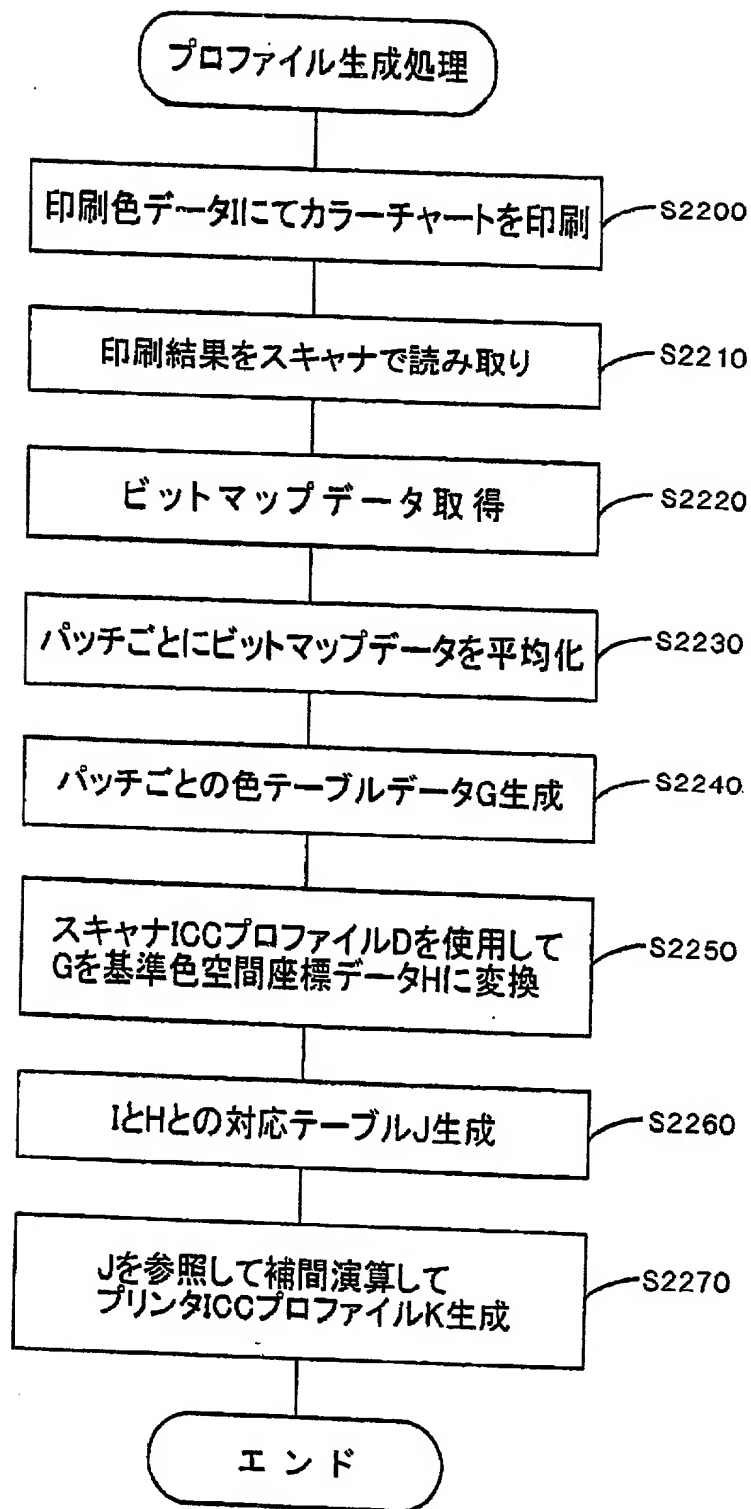 プロファイル生成処理
印刷色データIにてカラーチャートを印刷
S2200
印刷結果をスキャナで読み取り
S2210
ビットマップデータ取得
S2220
パッチごとにビットマップデータを平均化
S2230
パッチごとの色テーブルデータG生成
S2240
スキャナICCプロファイルDを使用して
Gを基準色空間座標データHに変換
S2250
IとHとの対応テーブルJ生成
S2260
Jを参照して補間演算して
プリンタICCプロファイルK生成
S2270
エンド